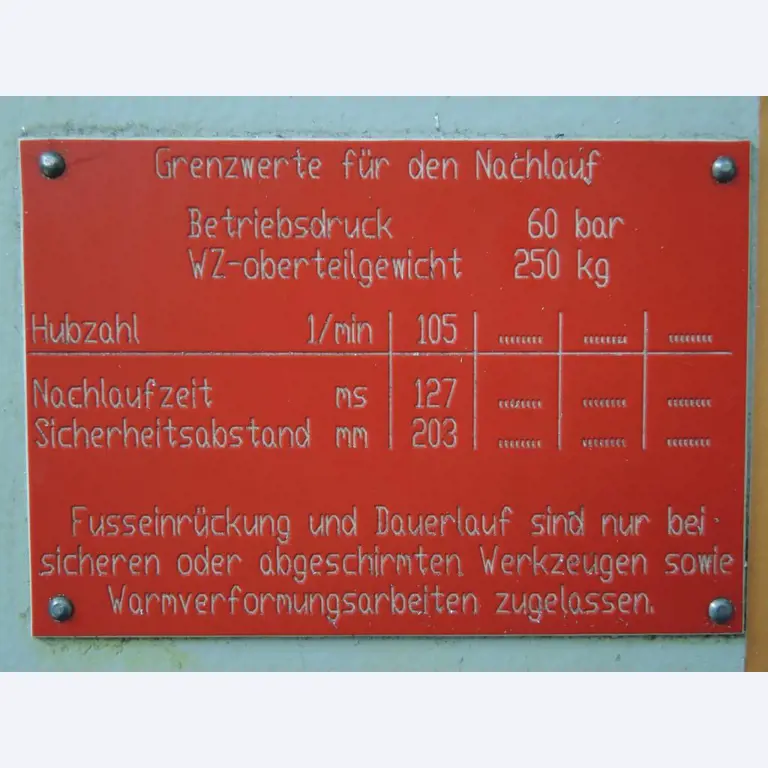 Grenzwerte für den Nachlauf
Betriebsdruck 60 bar
WZ-oberteilgewicht 250 kg
Hubzahl 1/min 105 ........ ........ ........
Nachlaufzeit ms 127 ........ ........ ........
Sicherheitsabstand mm 203 ........ ........ ........
Fusseinrückung und Dauerlauf sind nur bei
sicheren oder abgeschirmten Werkzeugen sowie
Warmverformungsarbeiten zugelassen.